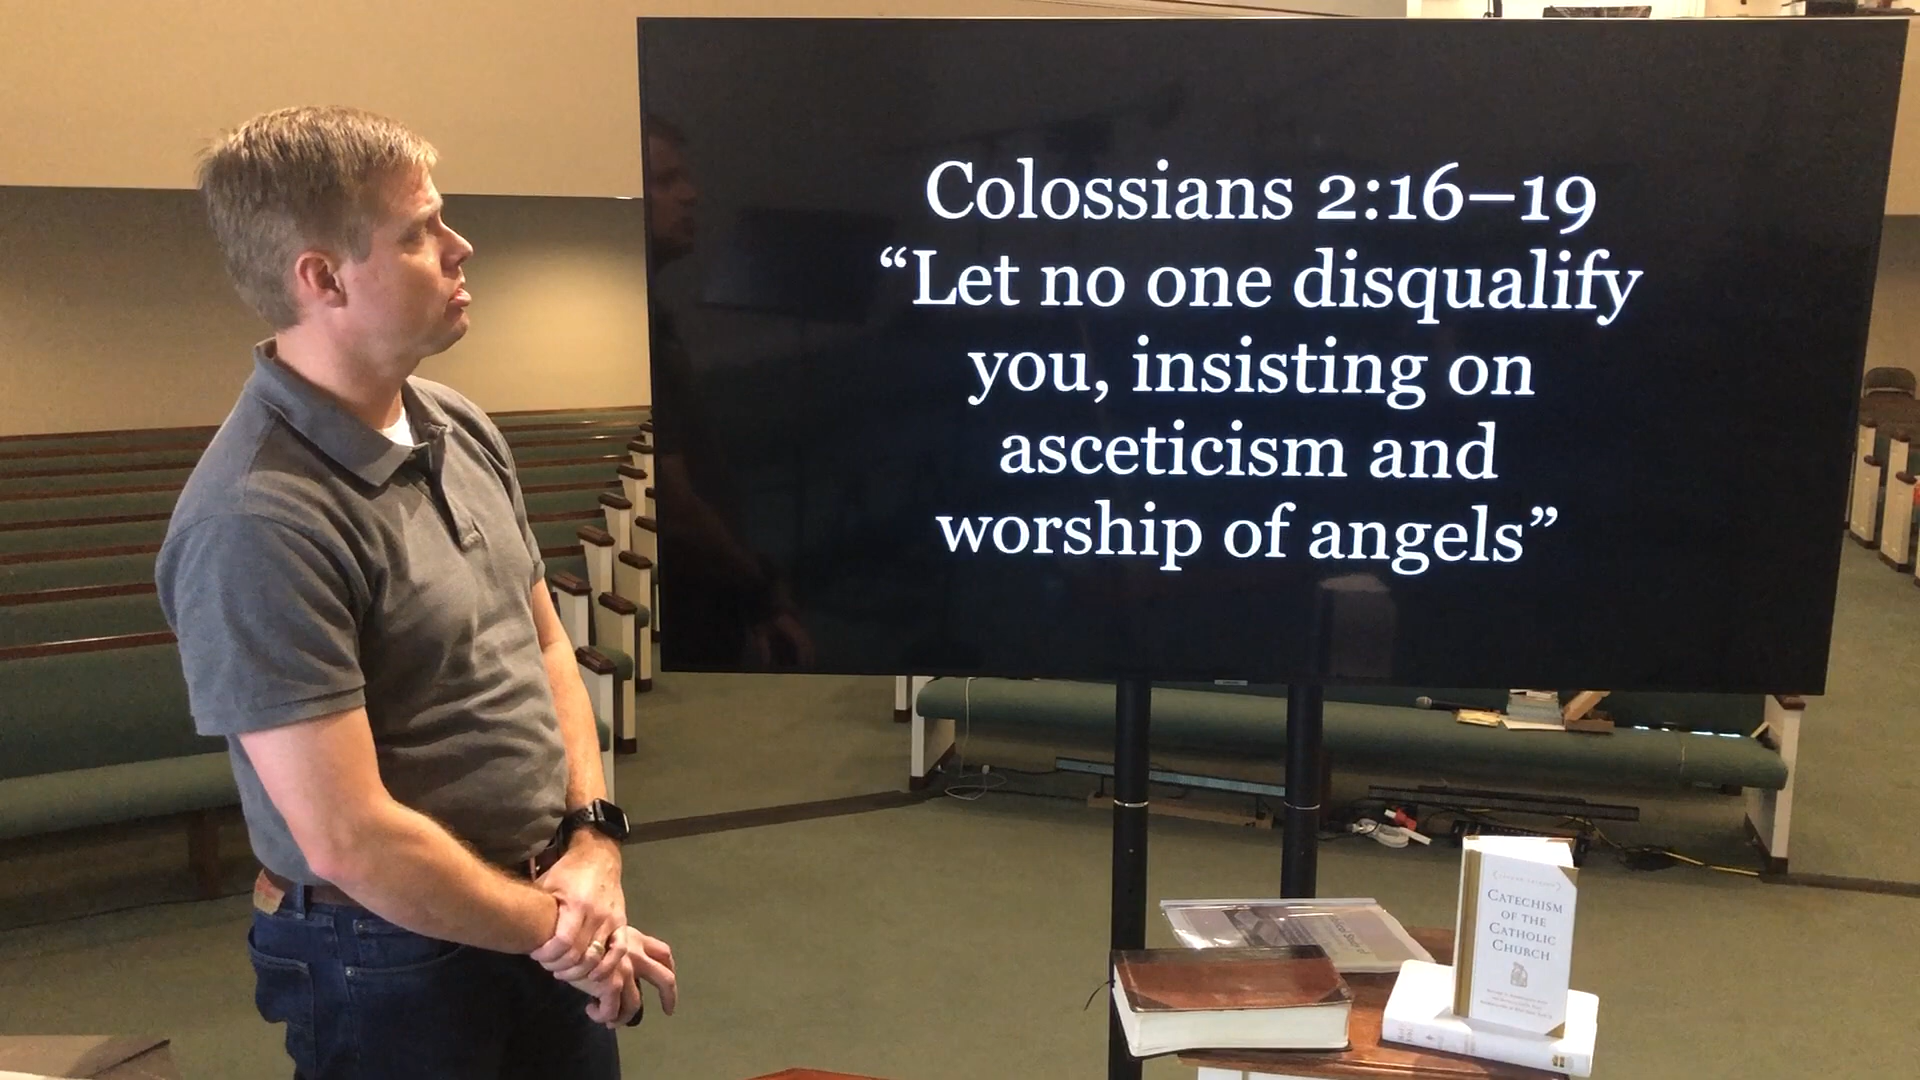 Colossians 2:16–19
“Let no one disqualify
you, insisting on
asceticism and
worship of angels”
CATECHISM
OF THE
CATHOLIC
CHURCH